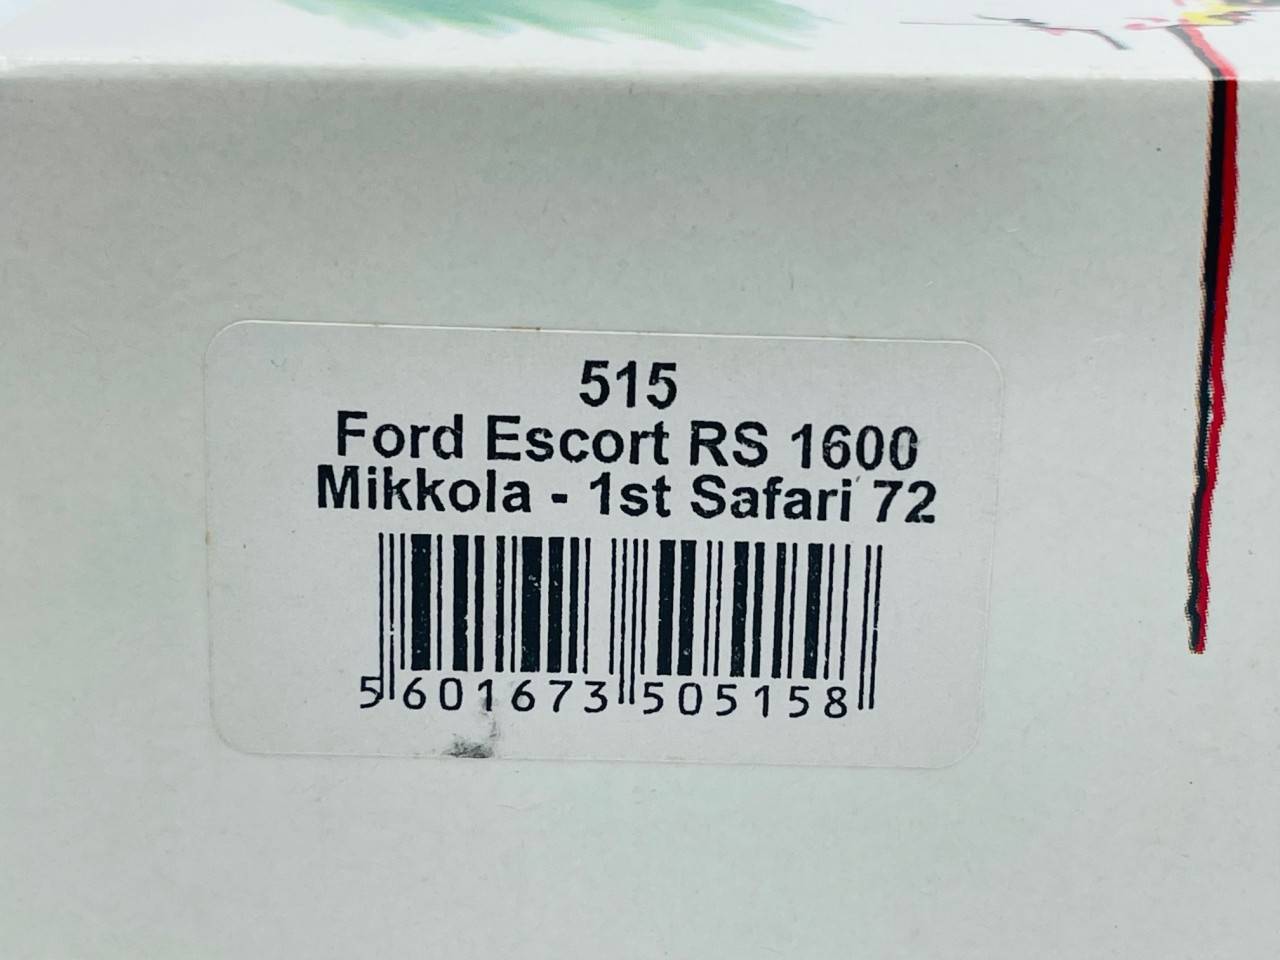 515
Ford Escort RS 1600
Mikkola - 1st Safari'72
5 601673 505158